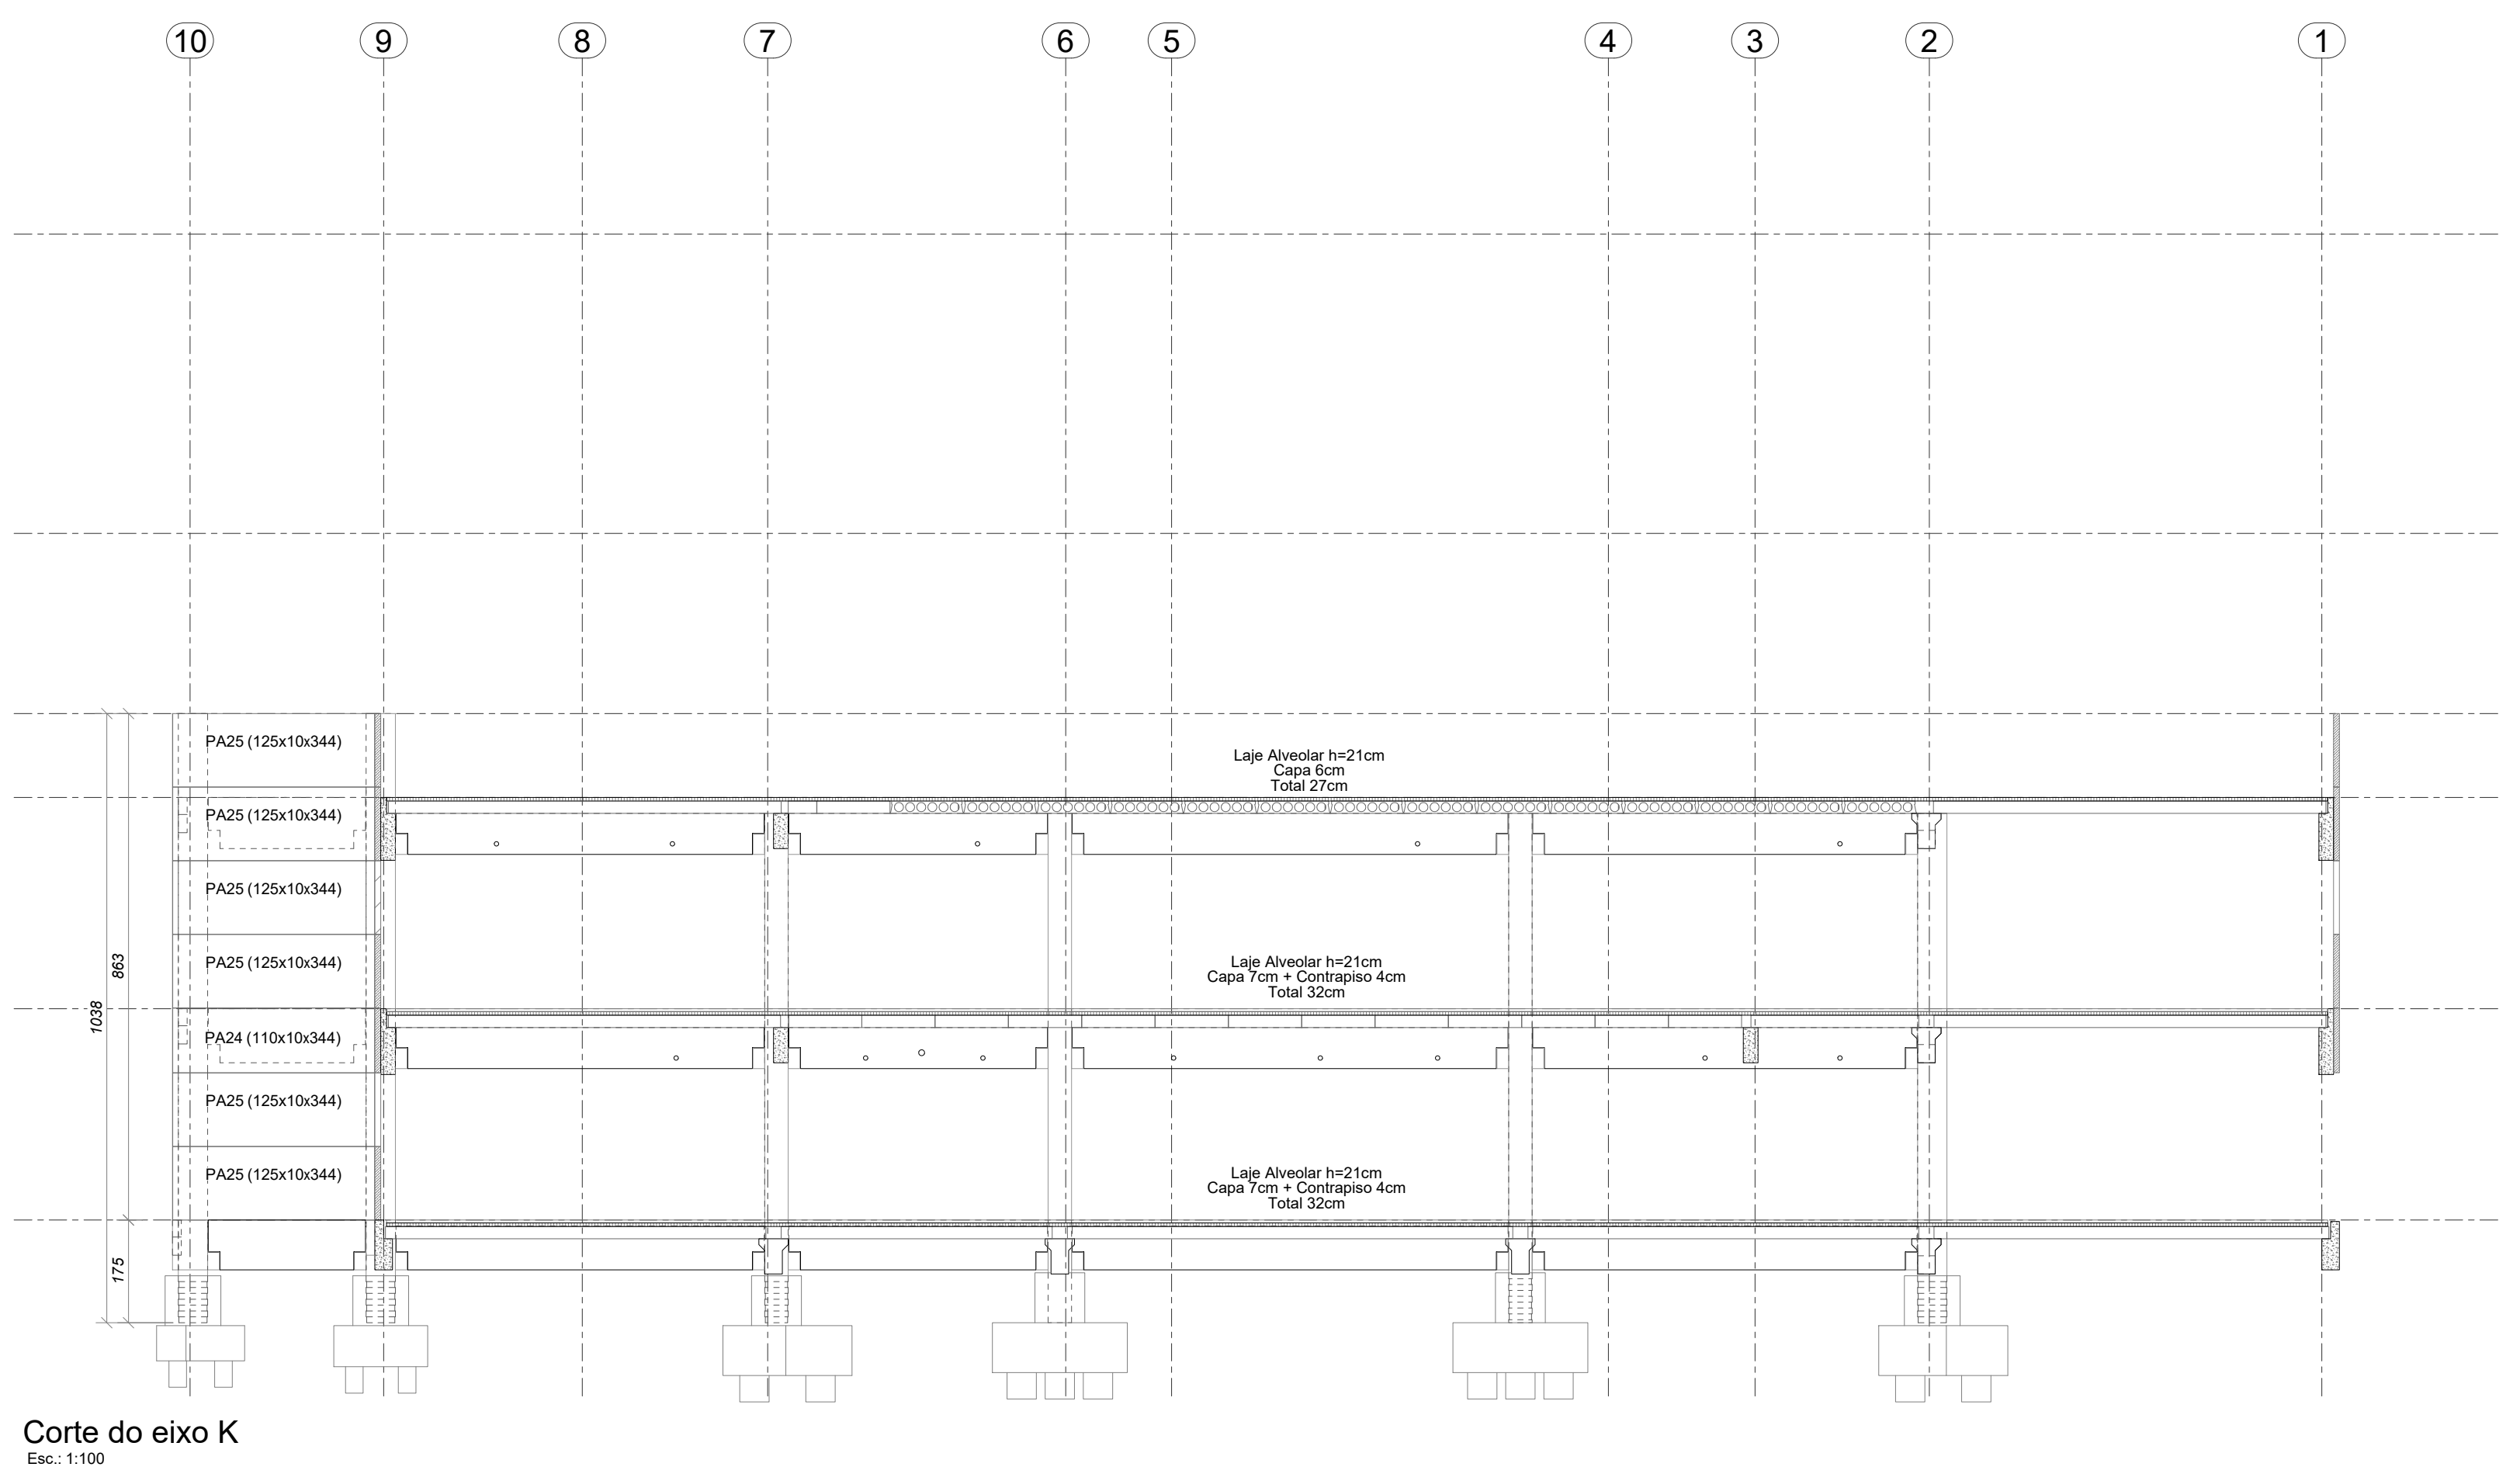 10
9
8
7
6
5
4
3
2
1
PA25 (125x10x344)
Laje Alveolar h=21cm
Capa 6cm
Total 27cm
PA25 (125x10x344)
PA25 (125x10x344)
863
PA25 (125x10x344)
Laje Alveolar h=21cm
Capa 7cm + Contrapiso 4cm
Total 32cm
1038
PA24 (110x10x344)
PA25 (125x10x344)
PA25 (125x10x344)
Laje Alveolar h=21cm
Capa 7cm + Contrapiso 4cm
Total 32cm
175
Corte do eixo K
Esc.: 1:100